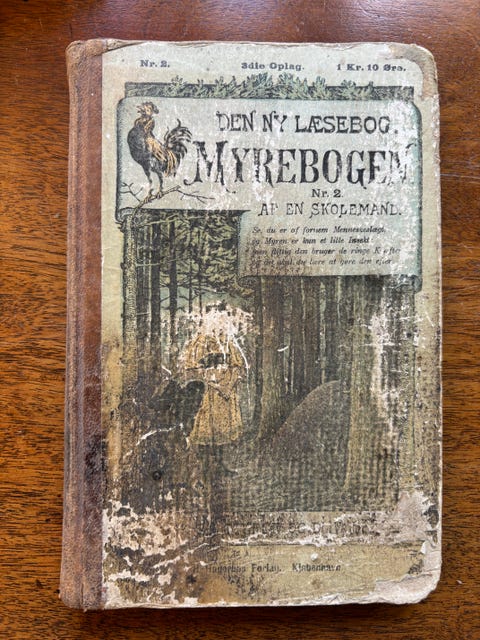 Nr. 2. 3die Oplag. 1 Kr. 10 Øre.
DEN NY LÆSEBOG.
MYREBOGEN
Nr. 2
AF EN SKOLEMAND.
Se, du er af fornem Menneskeslægt,
og Myren er kun et lille Insekt
men flittig den bruger de ringe K
skal du lære at gøre den efter
Forlag. Kjøbenhavn